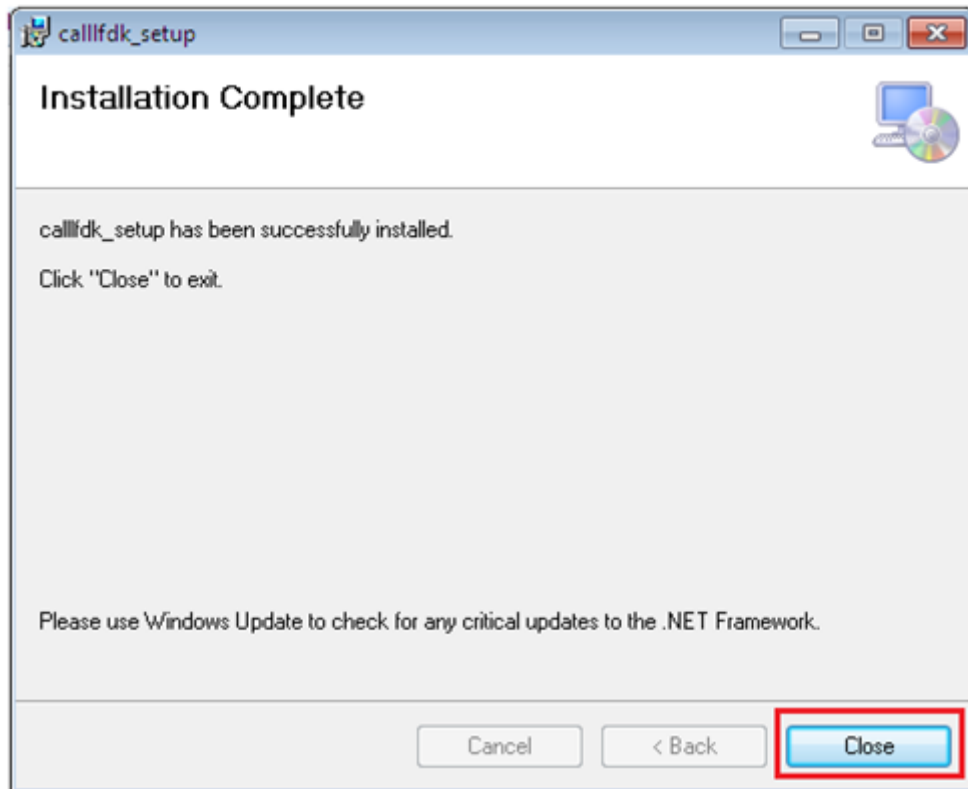 calllfdk_setup
Installation Complete
calllfdk_setup has been successfully installed.
Click "Close" to exit.
Please use Windows Update to check for any critical updates to the .NET Framework.
Cancel
< Back
Close